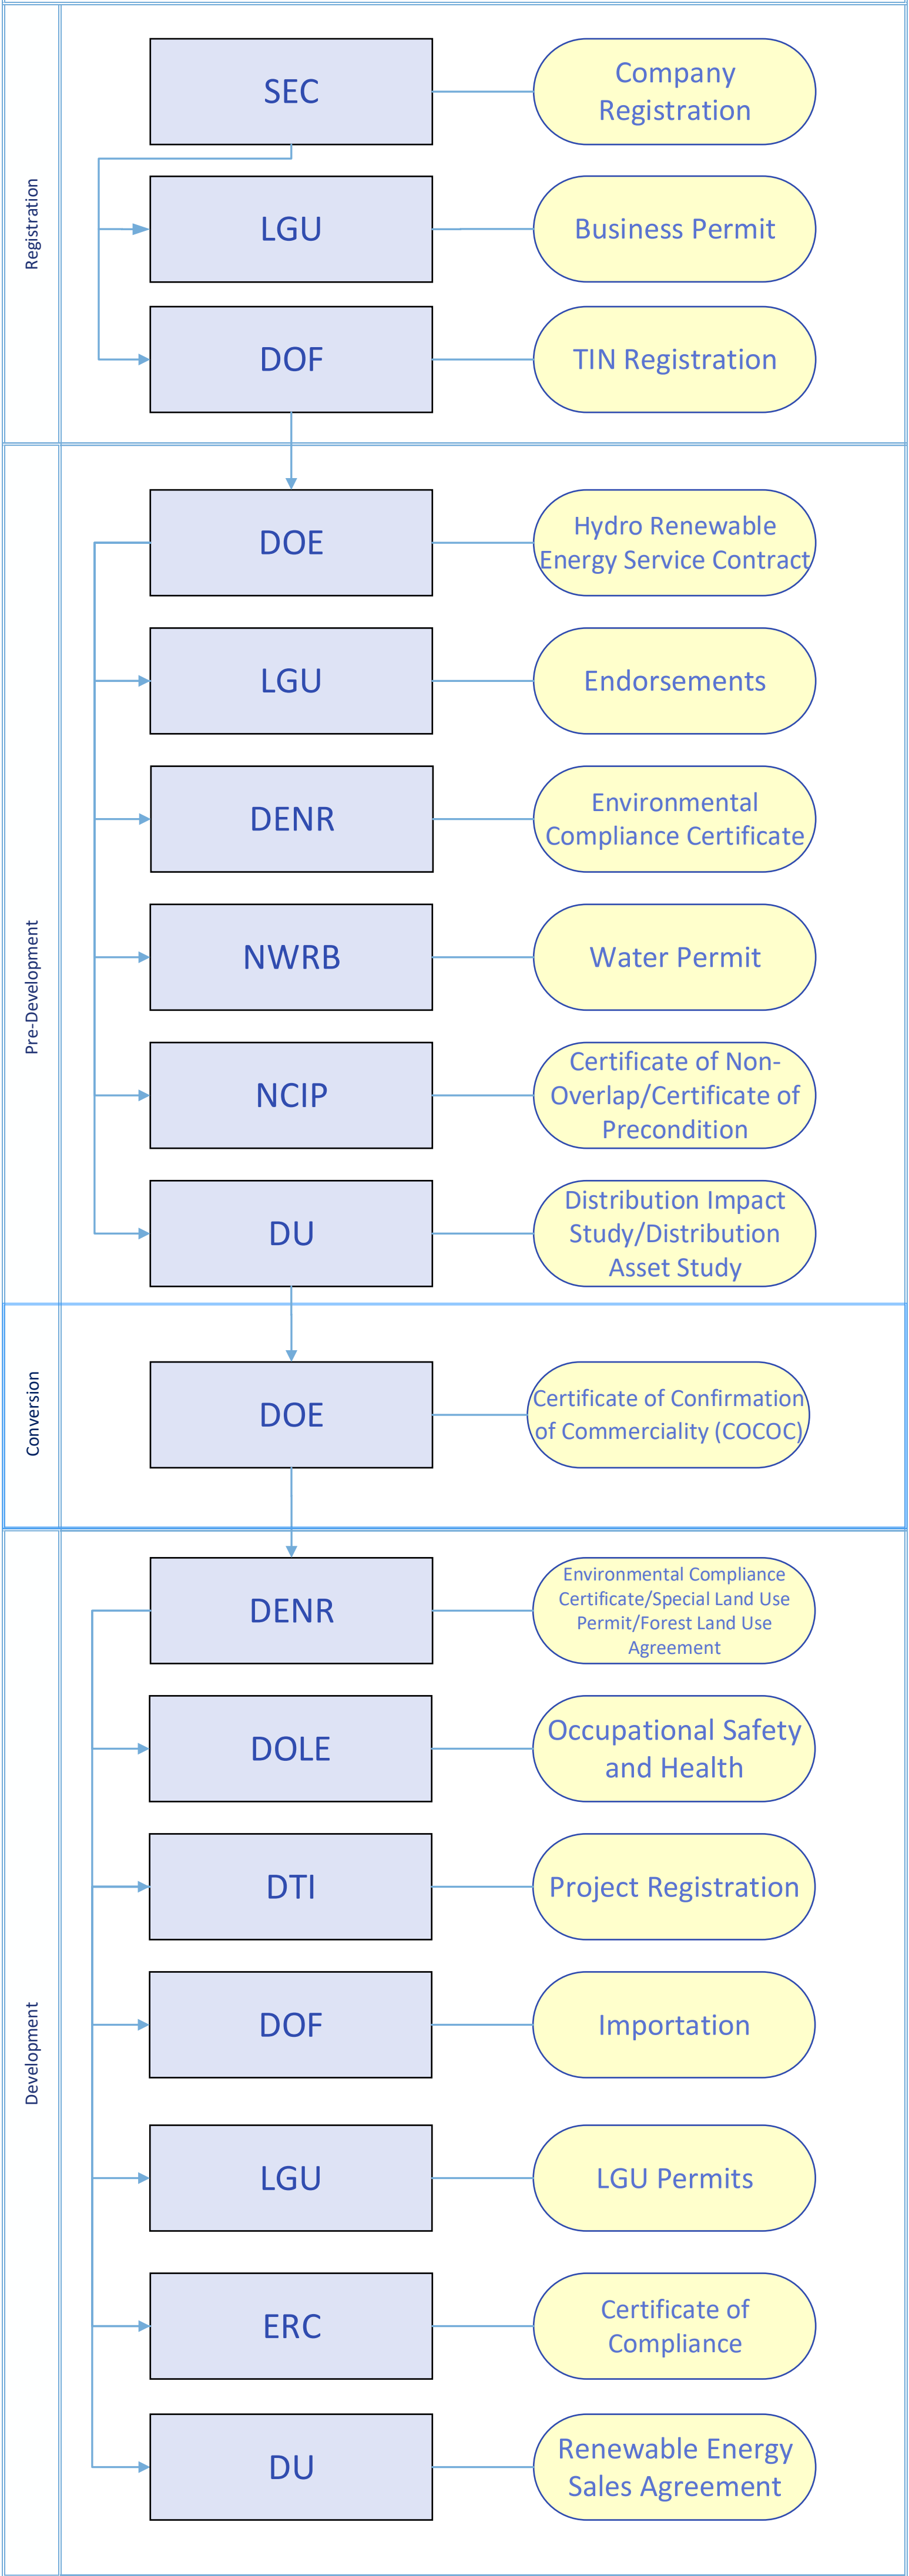 Registration
SEC
Company
Registration
LGU
Business Permit
DOF
TIN Registration
Pre-Development
DOE
Hydro Renewable
Energy Service Contract
LGU
Endorsements
DENR
Environmental
Compliance Certificate
NWRB
Water Permit
NCIP
Certificate of Non-
Overlap/Certificate of
Precondition
DU
Distribution Impact
Study/Distribution
Asset Study
Conversion
DOE
Certificate of Confirmation
of Commerciality (COCOC)
Development
DENR
Environmental Compliance
Certificate/Special Land Use
Permit/Forest Land Use
Agreement
DOLE
Occupational Safety
and Health
DTI
Project Registration
DOF
Importation
LGU
LGU Permits
ERC
Certificate of
Compliance
DU
Renewable Energy
Sales Agreement